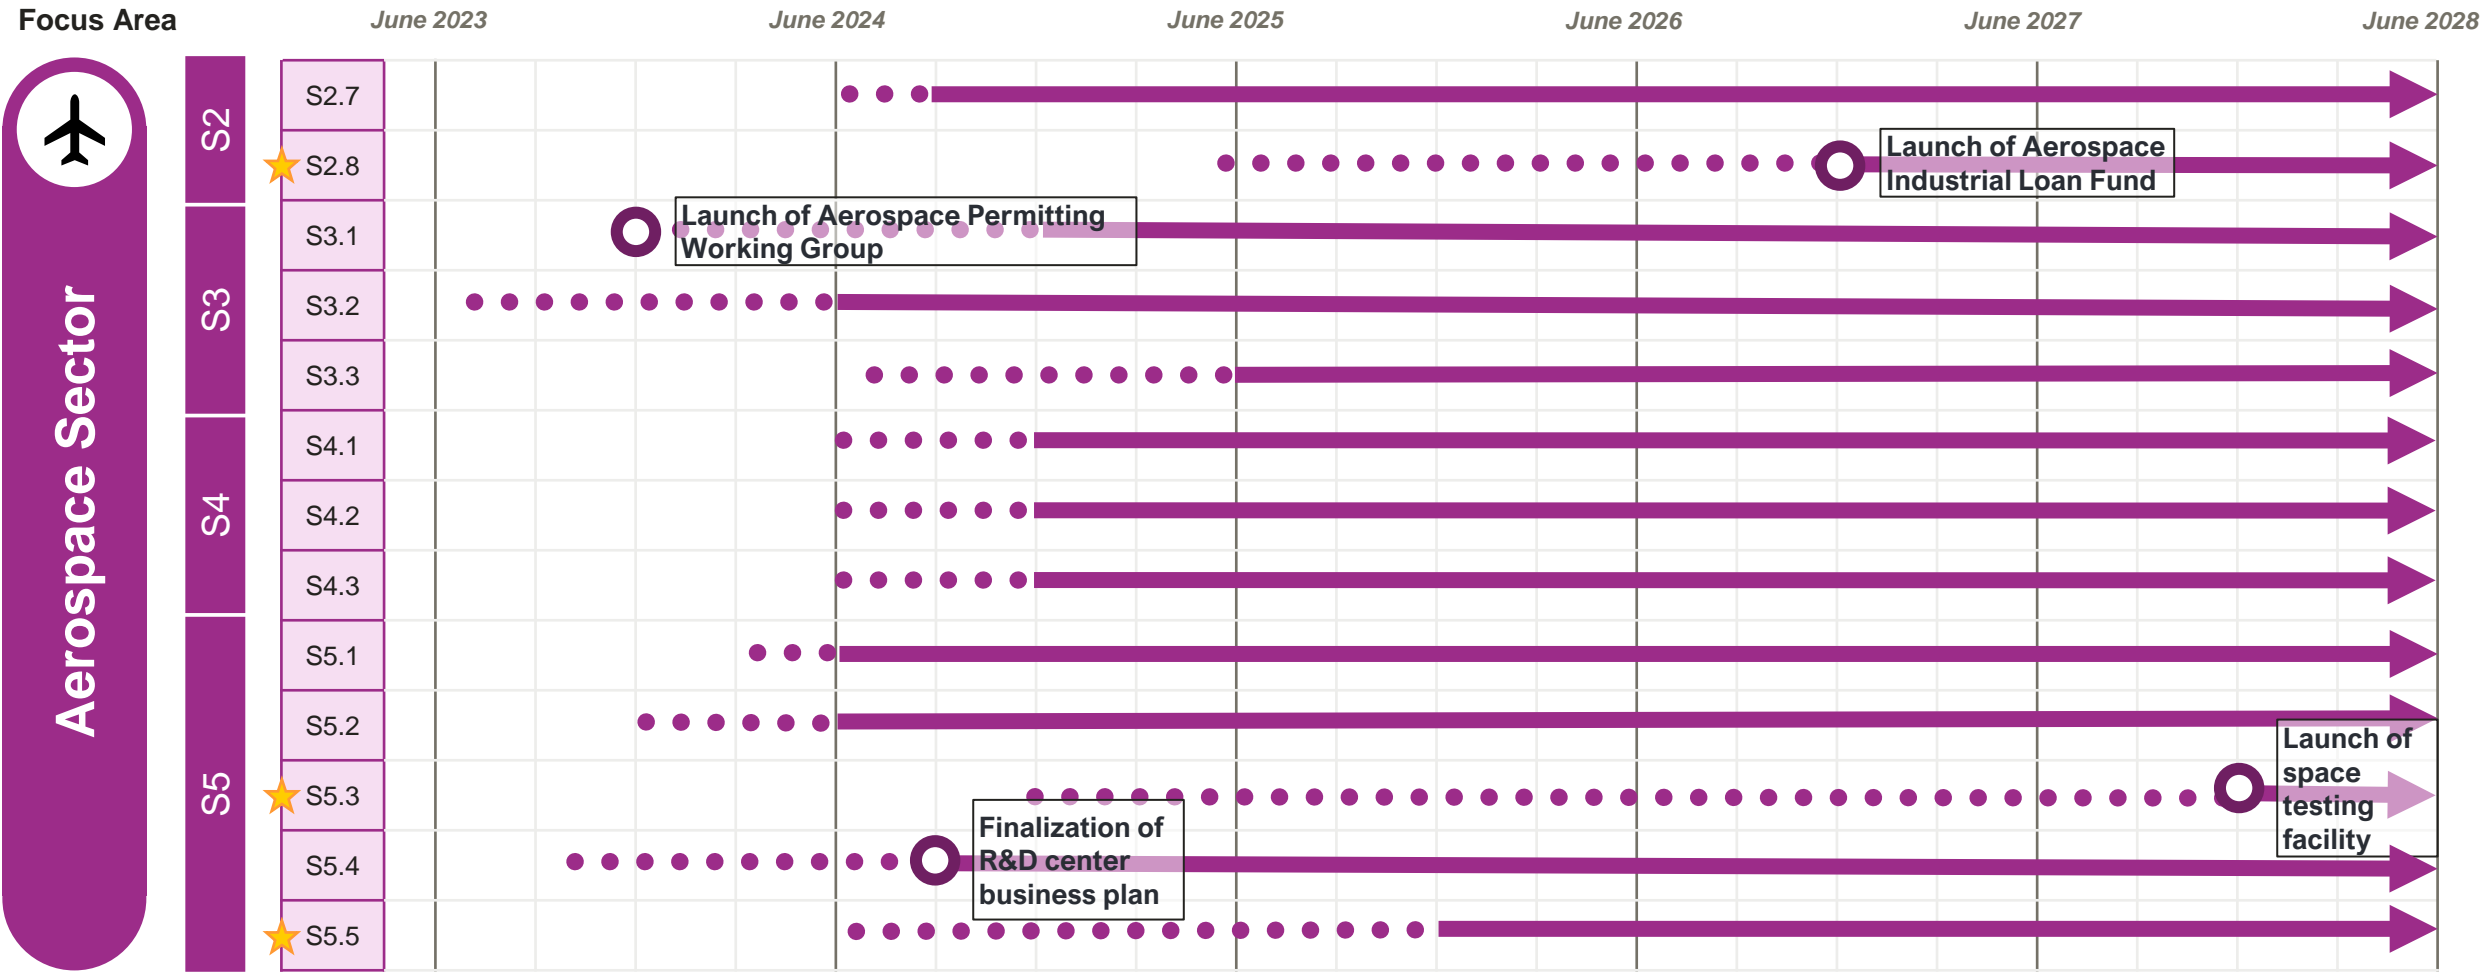 Focus Area
June 2023
June 2024
June 2025
June 2026
June 2027
June 2028
Aerospace Sector
S2
S2.7
S2.8
Launch of Aerospace
Industrial Loan Fund
S3
S3.1
Launch of Aerospace Permitting
Working Group
S3.2
S3.3
S4
S4.1
S4.2
S4.3
S5
S5.1
S5.2
S5.3
Launch of
space
testing
facility
S5.4
Finalization of
R&D center
business plan
S5.5